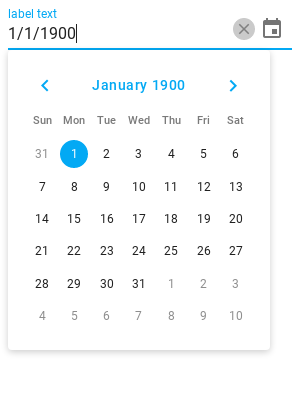 label text
1/1/1900
January 1900
Sun Mon Tue Wed Thu Fri Sat
31 1 2 3 4 5 6
7 8 9 10 11 12 13
14 15 16 17 18 19 20
21 22 23 24 25 26 27
28 29 30 31 1 2 3
4 5 6 7 8 9 10